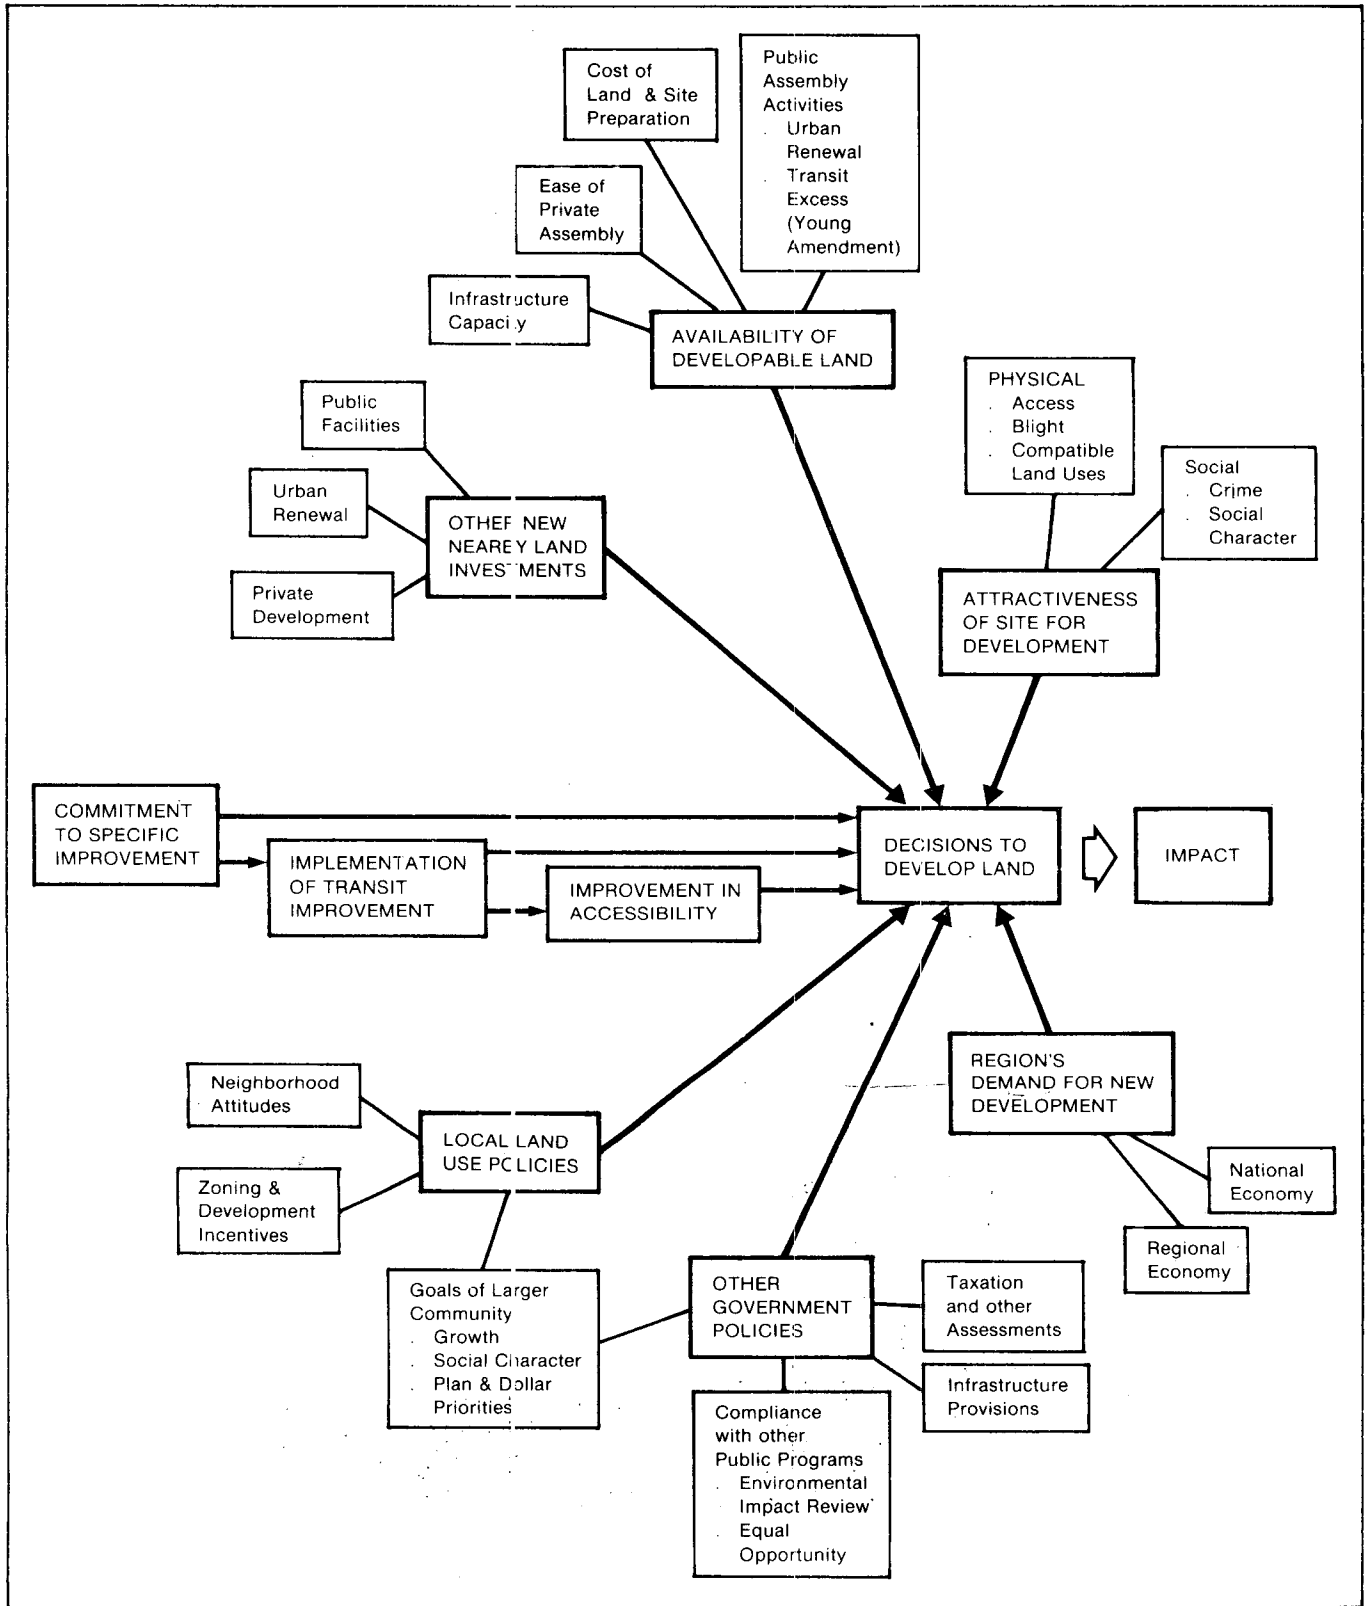 Cost of
Land & Site
Preparation
Public
Assembly
Activities
. Urban
Renewal
. Transit
Excess
(Young
Amendment)
Ease of
Private
Assembly
Infrastructure
Capacity
AVAILABILITY OF
DEVELOPABLE LAND
PHYSICAL
. Access
. Blight
. Compatible
Land Uses
Social
. Crime
. Social
Character
Public
Facilities
Urban
Renewal
Private
Development
OTHER NEW
NEARBY LAND
INVESTMENTS
ATTRACTIVENESS
OF SITE FOR
DEVELOPMENT
COMMITMENT
TO SPECIFIC
IMPROVEMENT
IMPLEMENTATION
OF TRANSIT
IMPROVEMENT
IMPROVEMENT IN
ACCESSIBILITY
DECISIONS TO
DEVELOP LAND
IMPACT
Neighborhood
Attitudes
Zoning &
Development
Incentives
LOCAL LAND
USE POLICIES
Goals of Larger
Community
. Growth
. Social Character
. Plan & Dollar
Priorities
OTHER
GOVERNMENT
POLICIES
REGION'S
DEMAND FOR NEW
DEVELOPMENT
National
Economy
Regional
Economy
Taxation
and other
Assessments
Infrastructure
Provisions
Compliance
with other
Public Programs
. Environmental
Impact Review
. Equal
Opportunity